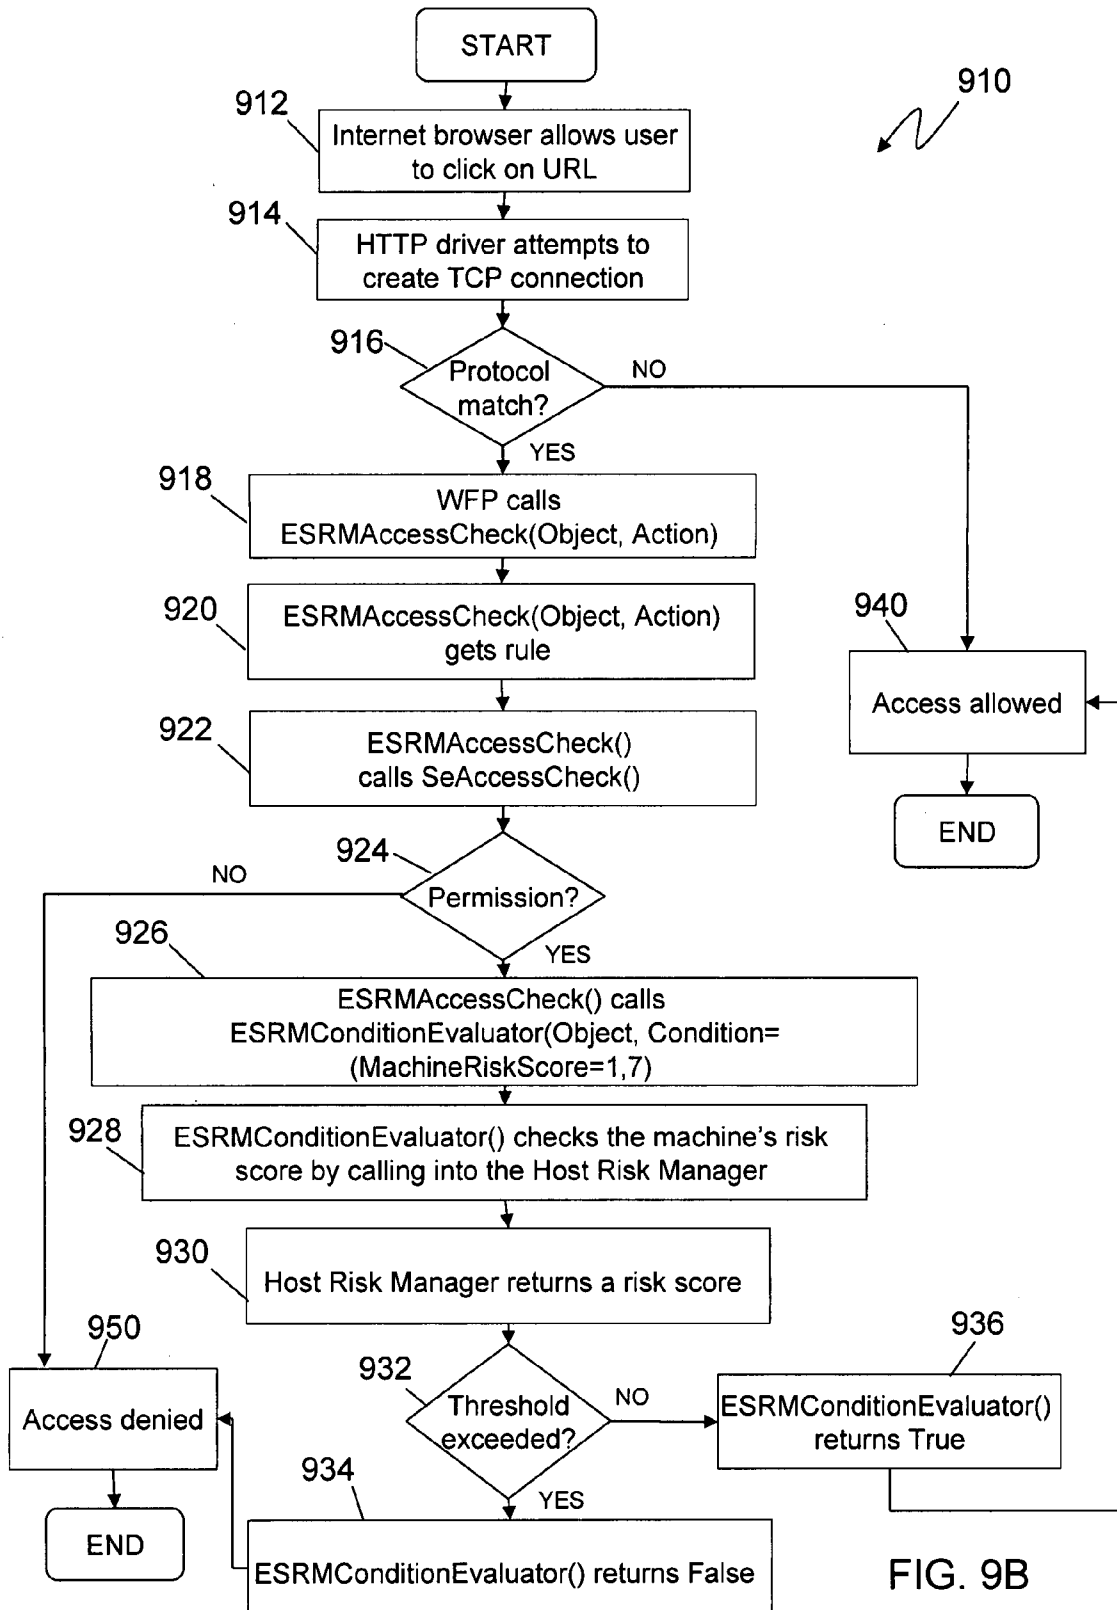 START
910
912
Internet browser allows user
to click on URL
914
HTTP driver attempts to
create TCP connection
916
Protocol
match?
NO
YES
918
WFP calls
ESRMAccessCheck(Object, Action)
920
ESRMAccessCheck(Object, Action)
gets rule
940
Access allowed
END
922
ESRMAccessCheck()
calls SeAccessCheck()
924
Permission?
NO
YES
926
ESRMAccessCheck() calls
ESRMConditionEvaluator(Object, Condition=
(MachineRiskScore=1,7)
928
ESRMConditionEvaluator() checks the machine's risk
score by calling into the Host Risk Manager
930
Host Risk Manager returns a risk score
932
Threshold
exceeded?
NO
YES
936
ESRMConditionEvaluator()
returns True
950
Access denied
END
934
ESRMConditionEvaluator() returns False
FIG. 9B